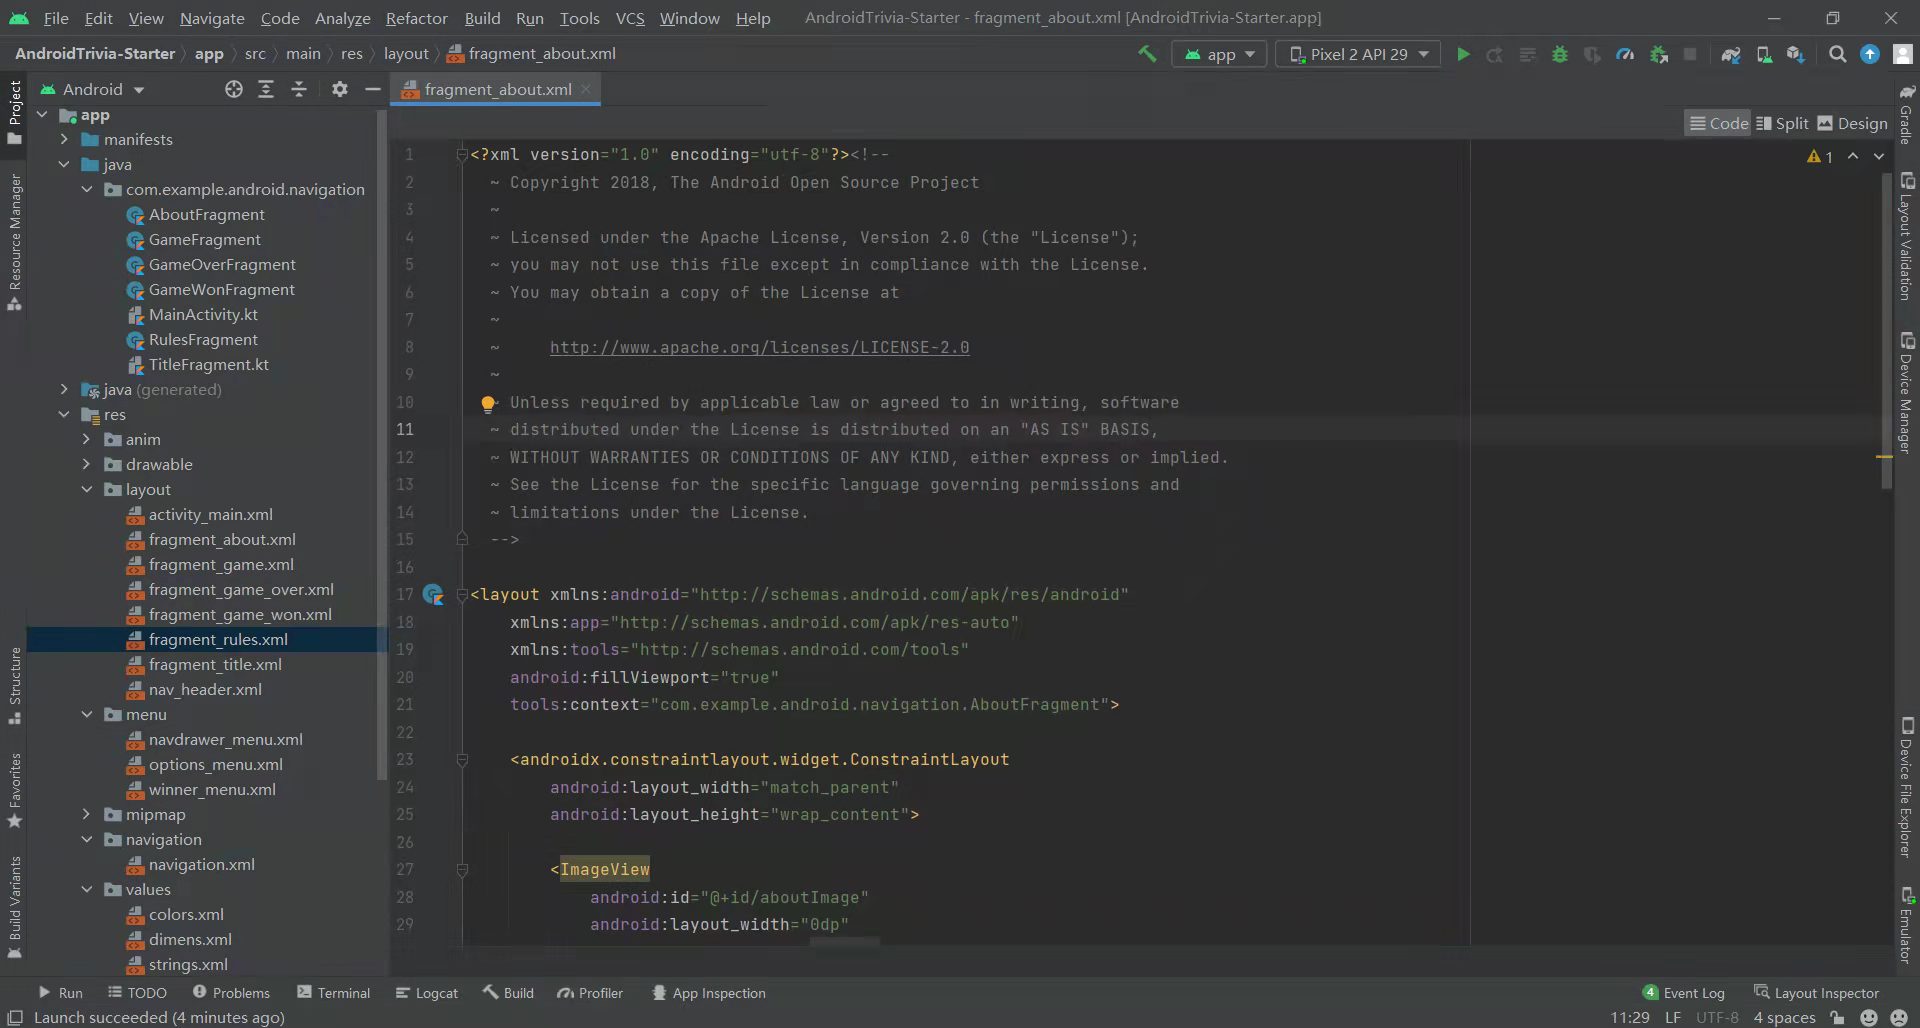 File Edit View Navigate Code Analyze Refactor Build Run Tools VCS Window Help AndroidTrivia-Starter - fragment_about.xml [AndroidTrivia-Starter.app]
AndroidTrivia-Starter app src main res layout fragment_about.xml app Pixel 2 API 29
Project
Resource Manager
Structure
Favorites
Build Variants
Android
app
manifests
java
com.example.android.navigation
AboutFragment
GameFragment
GameOverFragment
GameWonFragment
MainActivity.kt
RulesFragment
TitleFragment.kt
java (generated)
res
anim
drawable
layout
activity_main.xml
fragment_about.xml
fragment_game.xml
fragment_game_over.xml
fragment_game_won.xml
fragment_rules.xml
fragment_title.xml
nav_header.xml
menu
navdrawer_menu.xml
options_menu.xml
winner_menu.xml
mipmap
navigation
navigation.xml
values
colors.xml
dimens.xml
strings.xml
fragment_about.xml
Code Split Design
1
1 <?xml version="1.0" encoding="utf-8"?><!--
2 ~ Copyright 2018, The Android Open Source Project
3 ~
4 ~ Licensed under the Apache License, Version 2.0 (the "License");
5 ~ you may not use this file except in compliance with the License.
6 ~ You may obtain a copy of the License at
7 ~
8 ~ http://www.apache.org/licenses/LICENSE-2.0
9 ~
10 ~ Unless required by applicable law or agreed to in writing, software
11 ~ distributed under the License is distributed on an "AS IS" BASIS,
12 ~ WITHOUT WARRANTIES OR CONDITIONS OF ANY KIND, either express or implied.
13 ~ See the License for the specific language governing permissions and
14 ~ limitations under the License.
15 -->
16
17 <layout xmlns:android="http://schemas.android.com/apk/res/android"
18 xmlns:app="http://schemas.android.com/apk/res-auto"
19 xmlns:tools="http://schemas.android.com/tools"
20 android:fillViewport="true"
21 tools:context="com.example.android.navigation.AboutFragment">
22
23 <androidx.constraintlayout.widget.ConstraintLayout
24 android:layout_width="match_parent"
25 android:layout_height="wrap_content">
26
27 <ImageView
28 android:id="@+id/aboutImage"
29 android:layout_width="0dp"
Gradle
Layout Validation
Device Manager
Device File Explorer
Emulator
Run TODO Problems Terminal Logcat Build Profiler App Inspection 4 Event Log Layout Inspector
Launch succeeded (4 minutes ago) 11:29 LF UTF-8 4 spaces